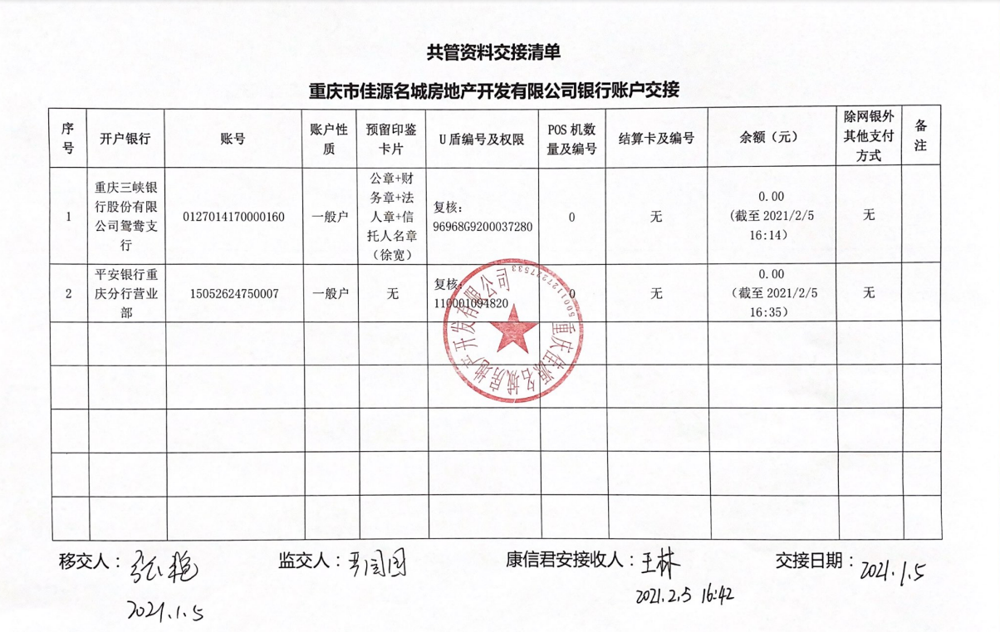 共管资料交接清单
重庆市佳源名城房地产开发有限公司银行账户交接
序号 开户银行 账号 账户性质 预留印鉴卡片 U盾编号及权限 POS机数量及编号 结算卡及编号 余额（元） 除网银外其他支付方式 备注
1 重庆三峡银行股份有限公司鸳鸯支行 0127014170000160 一般户 公章+财务章+法人章+信托人名章（徐宽） 复核：96968G9200037280 0 无 0.00（截至2021/2/5 16:14） 无
2 平安银行重庆分行营业部 15052624750007 一般户 无 复核：110001094820 0 无 0.00（截至2021/2/5 16:35） 无
重庆佳源名城房地产开发有限公司
5001127227533
移交人： 监交人： 康信君安接收人：王林 交接日期：2021.1.5
2021.1.5 2021.2.5 16:42